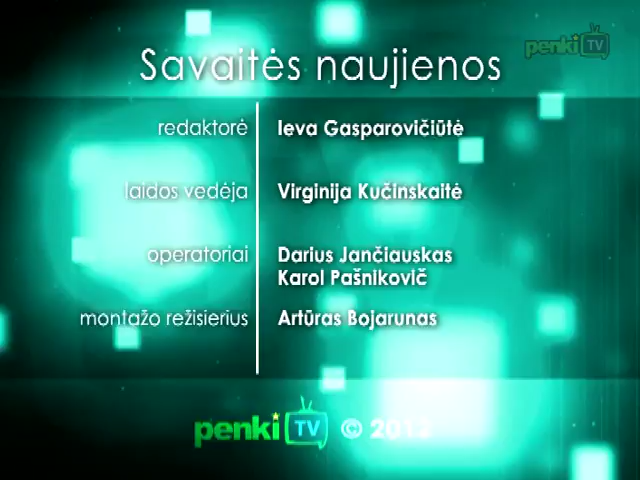 penki TV
Savaitės naujienos
redaktorė Ieva Gasparovičiūtė
laidos vedėja Virginija Kučinskaitė
operatoriai Darius Jančiauskas
Karol Pašnikovič
montažo režisierius Artūras Bojarunas
penki TV ©